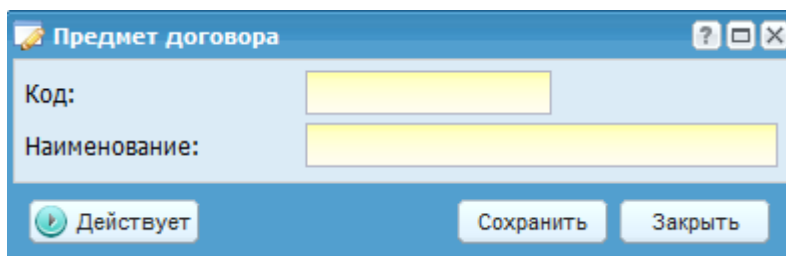 Предмет договора ?
Код:
Наименование:
Действует Сохранить Закрыть